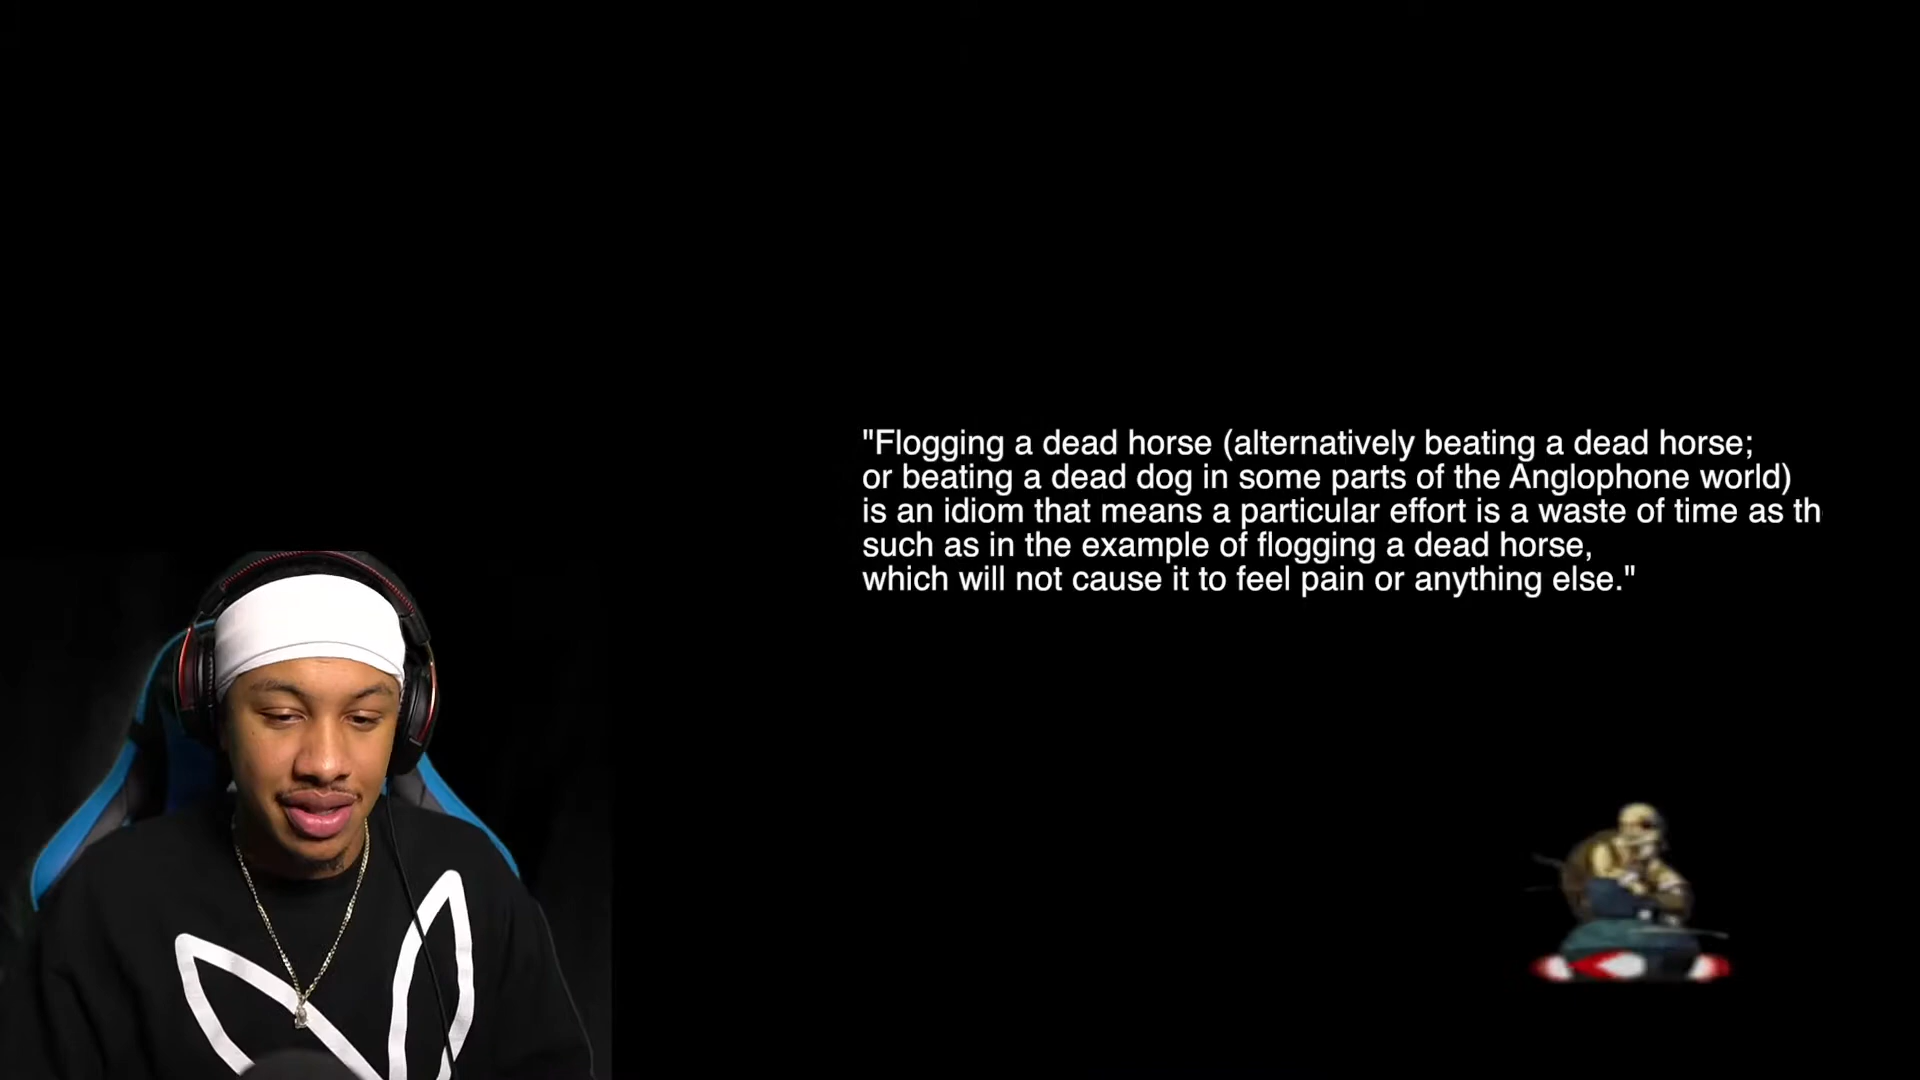 "Flogging a dead horse (alternatively beating a dead horse;
or beating a dead dog in some parts of the Anglophone world)
is an idiom that means a particular effort is a waste of time as th
such as in the example of flogging a dead horse,
which will not cause it to feel pain or anything else."